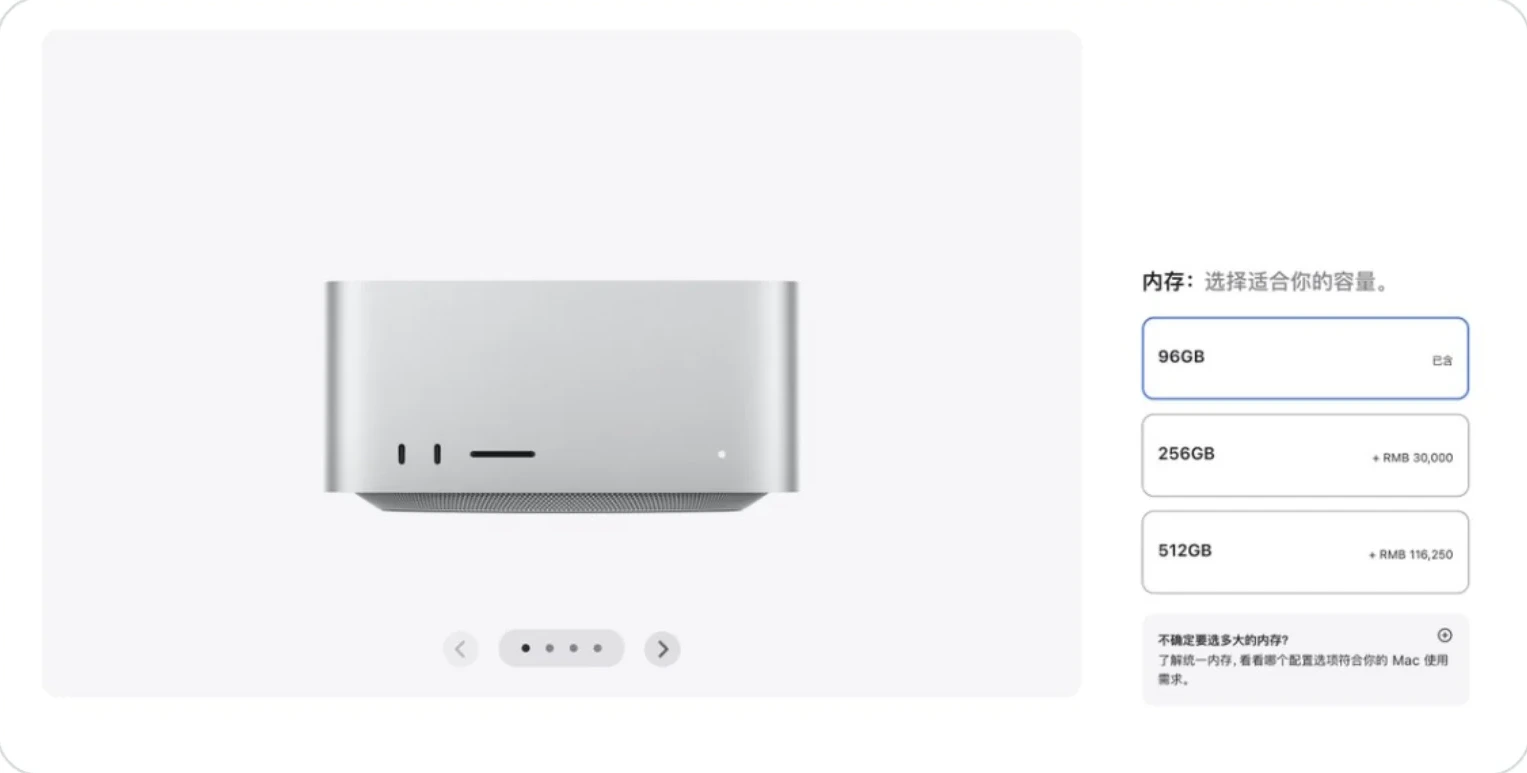 内存：选择适合你的容量。
96GB 已含
256GB + RMB 30,000
512GB + RMB 116,250
不确定要选多大的内存?
了解统一内存，看看哪个配置选项符合你的 Mac 使用
需求。